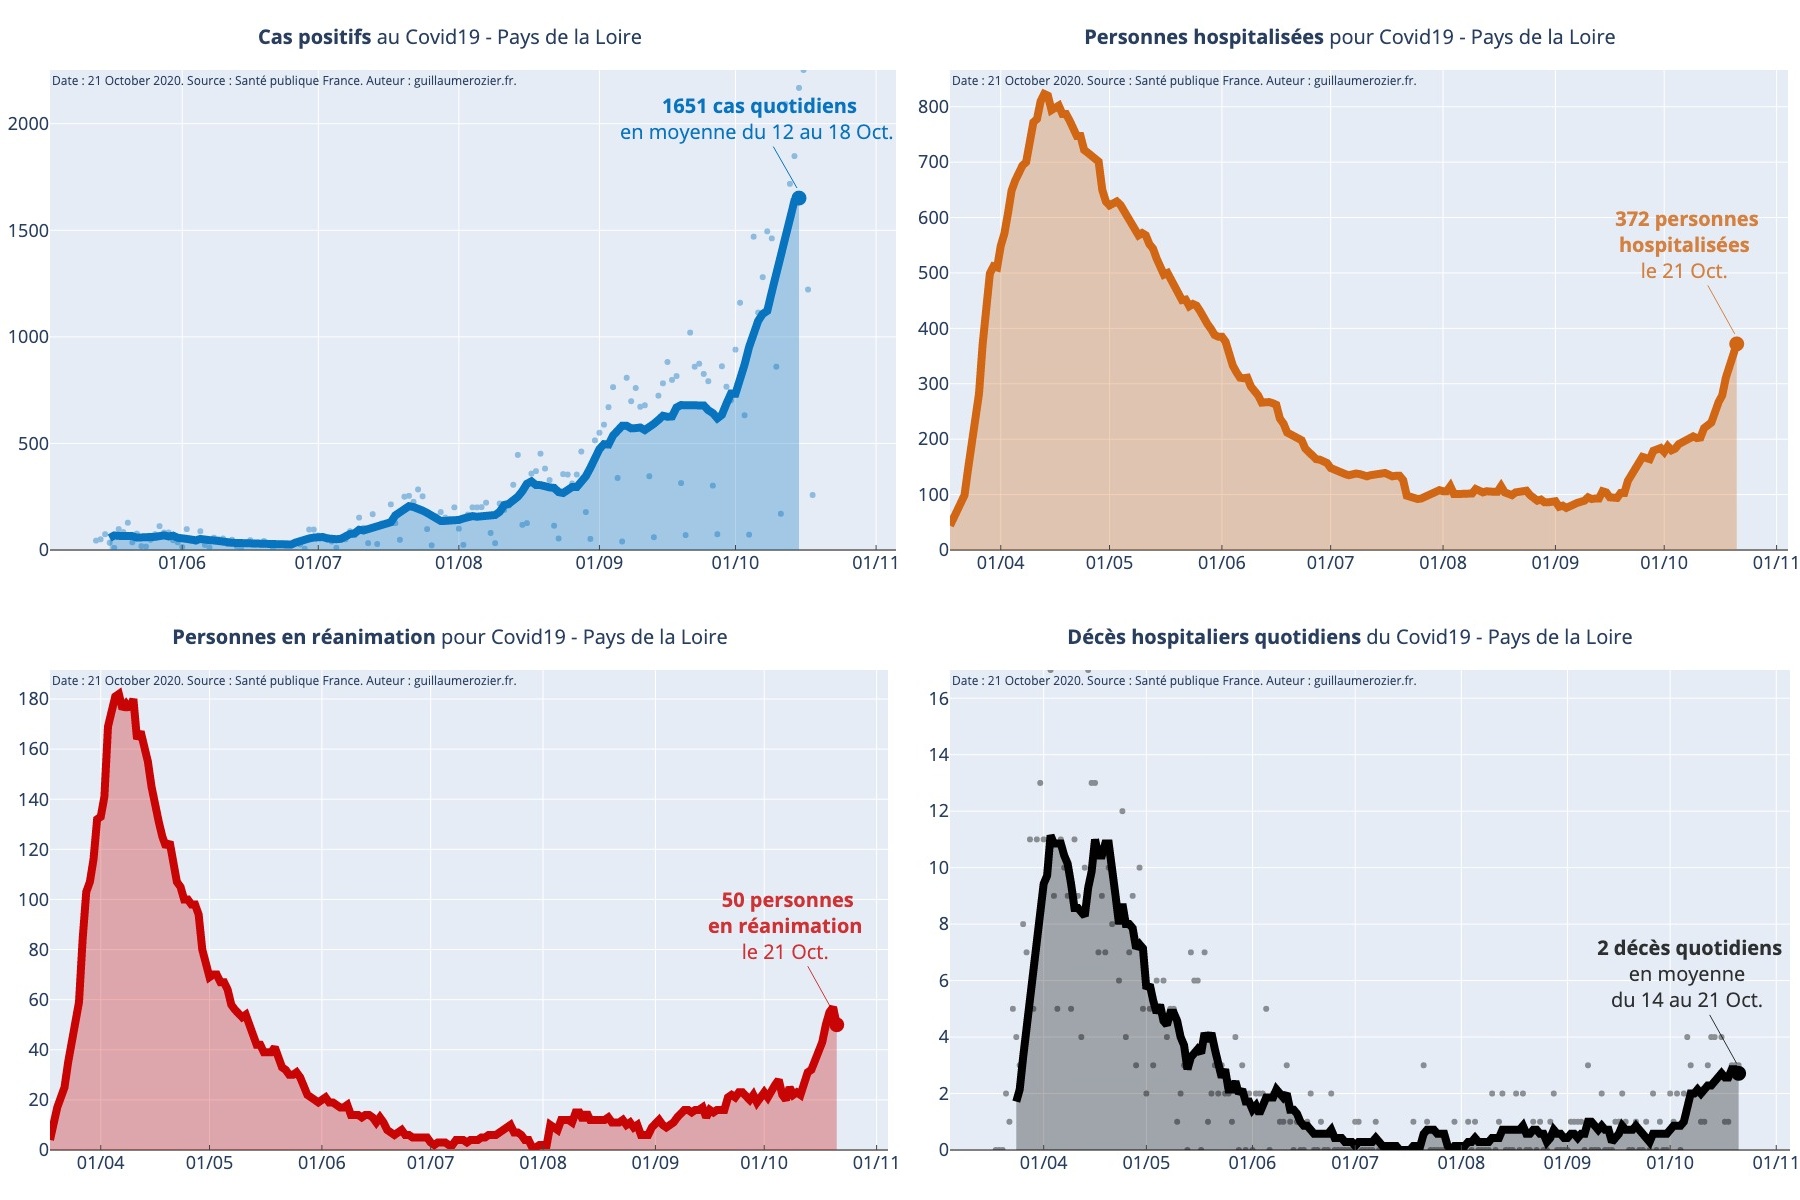 Cas positifs au Covid19 - Pays de la Loire
Date : 21 October 2020. Source : Santé publique France. Auteur : guillaumerozier.fr.
1651 cas quotidiens
en moyenne du 12 au 18 Oct.
2000
1500
1000
500
0
01/06 01/07 01/08 01/09 01/10 01/11
Personnes hospitalisées pour Covid19 - Pays de la Loire
Date : 21 October 2020. Source : Santé publique France. Auteur : guillaumerozier.fr.
800
700
600
500
400
300
200
100
0
372 personnes
hospitalisées
le 21 Oct.
01/04 01/05 01/06 01/07 01/08 01/09 01/10 01/11
Personnes en réanimation pour Covid19 - Pays de la Loire
Date : 21 October 2020. Source : Santé publique France. Auteur : guillaumerozier.fr.
180
160
140
120
100
80
60
40
20
0
50 personnes
en réanimation
le 21 Oct.
01/04 01/05 01/06 01/07 01/08 01/09 01/10 01/11
Décès hospitaliers quotidiens du Covid19 - Pays de la Loire
Date : 21 October 2020. Source : Santé publique France. Auteur : guillaumerozier.fr.
16
14
12
10
8
6
4
2
0
2 décès quotidiens
en moyenne
du 14 au 21 Oct.
01/04 01/05 01/06 01/07 01/08 01/09 01/10 01/11